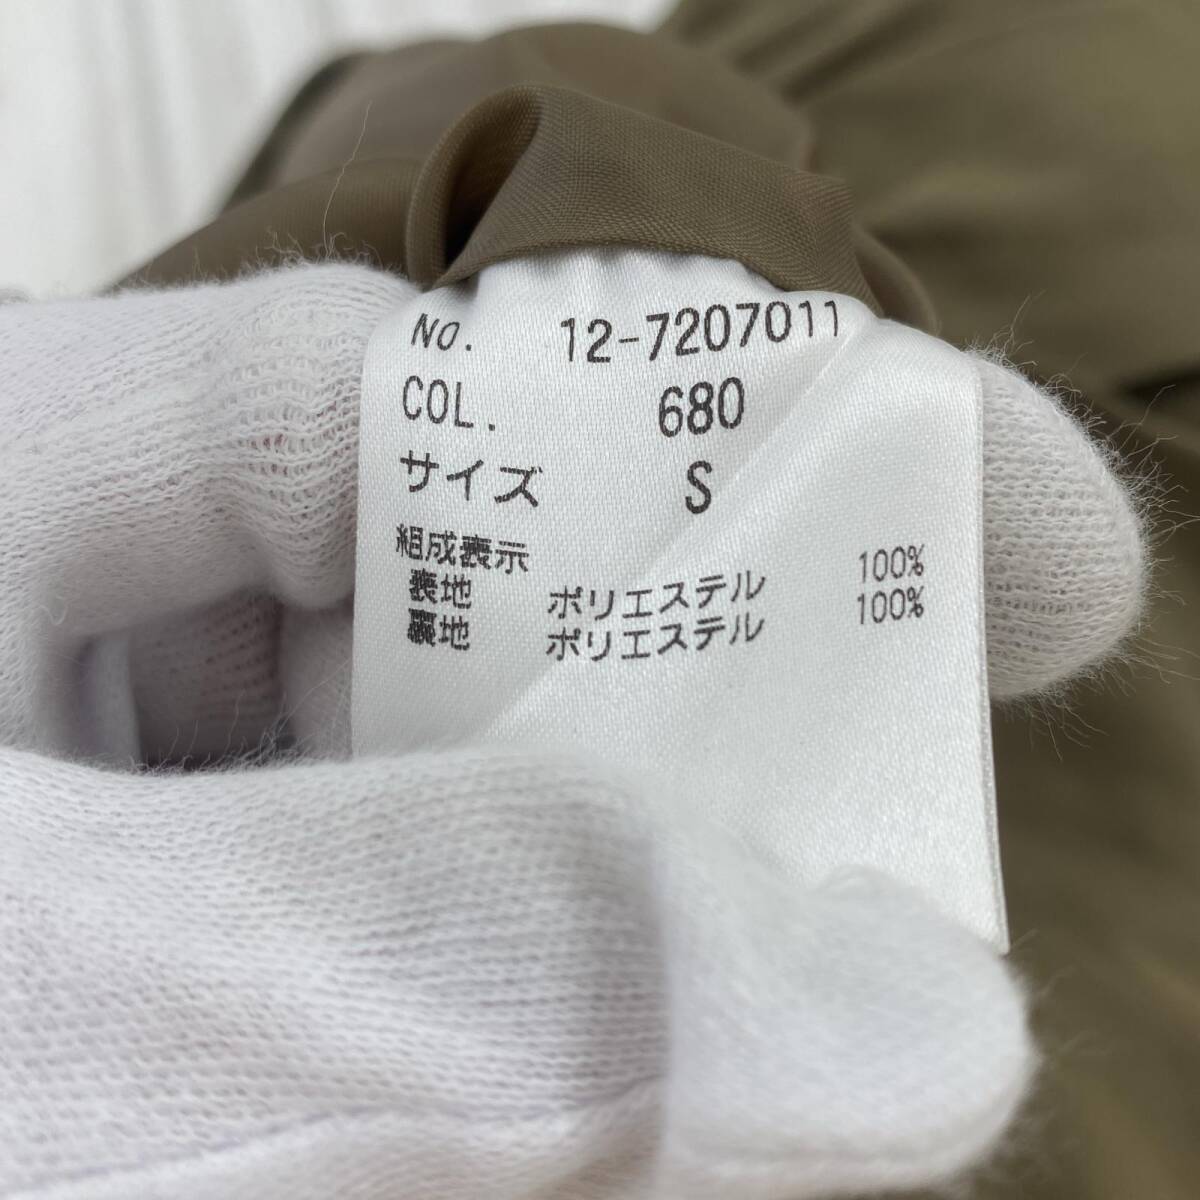 No. 12-7207011
COL. 680
サイズ S
組成表示
表地 ポリエステル 100%
裏地 ポリエステル 100%